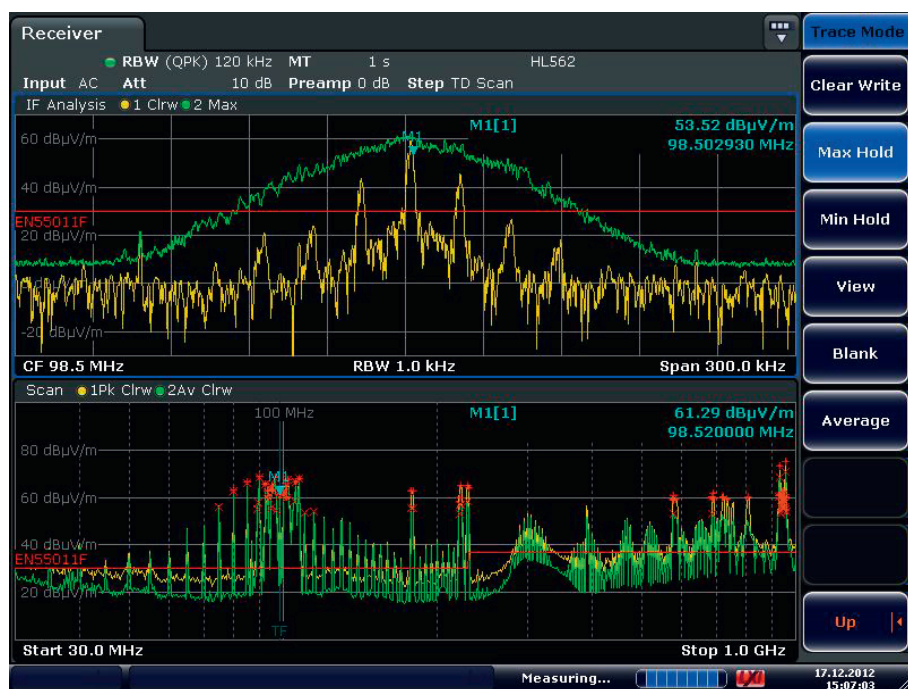 Receiver
RBW (QPK) 120 kHz MT 1 s HL562
Input AC Att 10 dB Preamp 0 dB Step TD Scan
IF Analysis 1 Clrw 2 Max
M1[1] 53.52 dBµV/m
98.502930 MHz
60 dBµV/m
M1
40 dBµV/m
EN55011F
20 dBµV/m
-20 dBµV/m
CF 98.5 MHz RBW 1.0 kHz Span 300.0 kHz
Scan 1Pk Clrw 2Av Clrw
100 MHz M1[1] 61.29 dBµV/m
98.520000 MHz
80 dBµV/m
M1
60 dBµV/m
40 dBµV/m
EN55011F
20 dBµV/m
TF
Start 30.0 MHz Stop 1.0 GHz
Measuring...
17.12.2012
15:07:03
Trace Mode
Clear Write
Max Hold
Min Hold
View
Blank
Average
Up